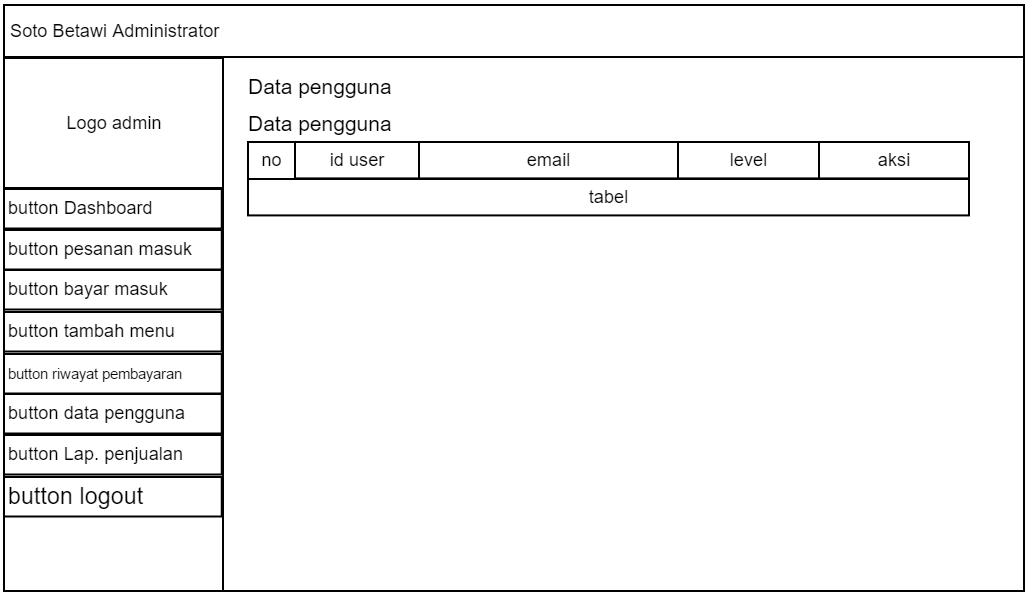 Soto Betawi Administrator
Logo admin
button Dashboard
button pesanan masuk
button bayar masuk
button tambah menu
button riwayat pembayaran
button data pengguna
button Lap. penjualan
button logout
Data pengguna
Data pengguna
no id user email level aksi
tabel